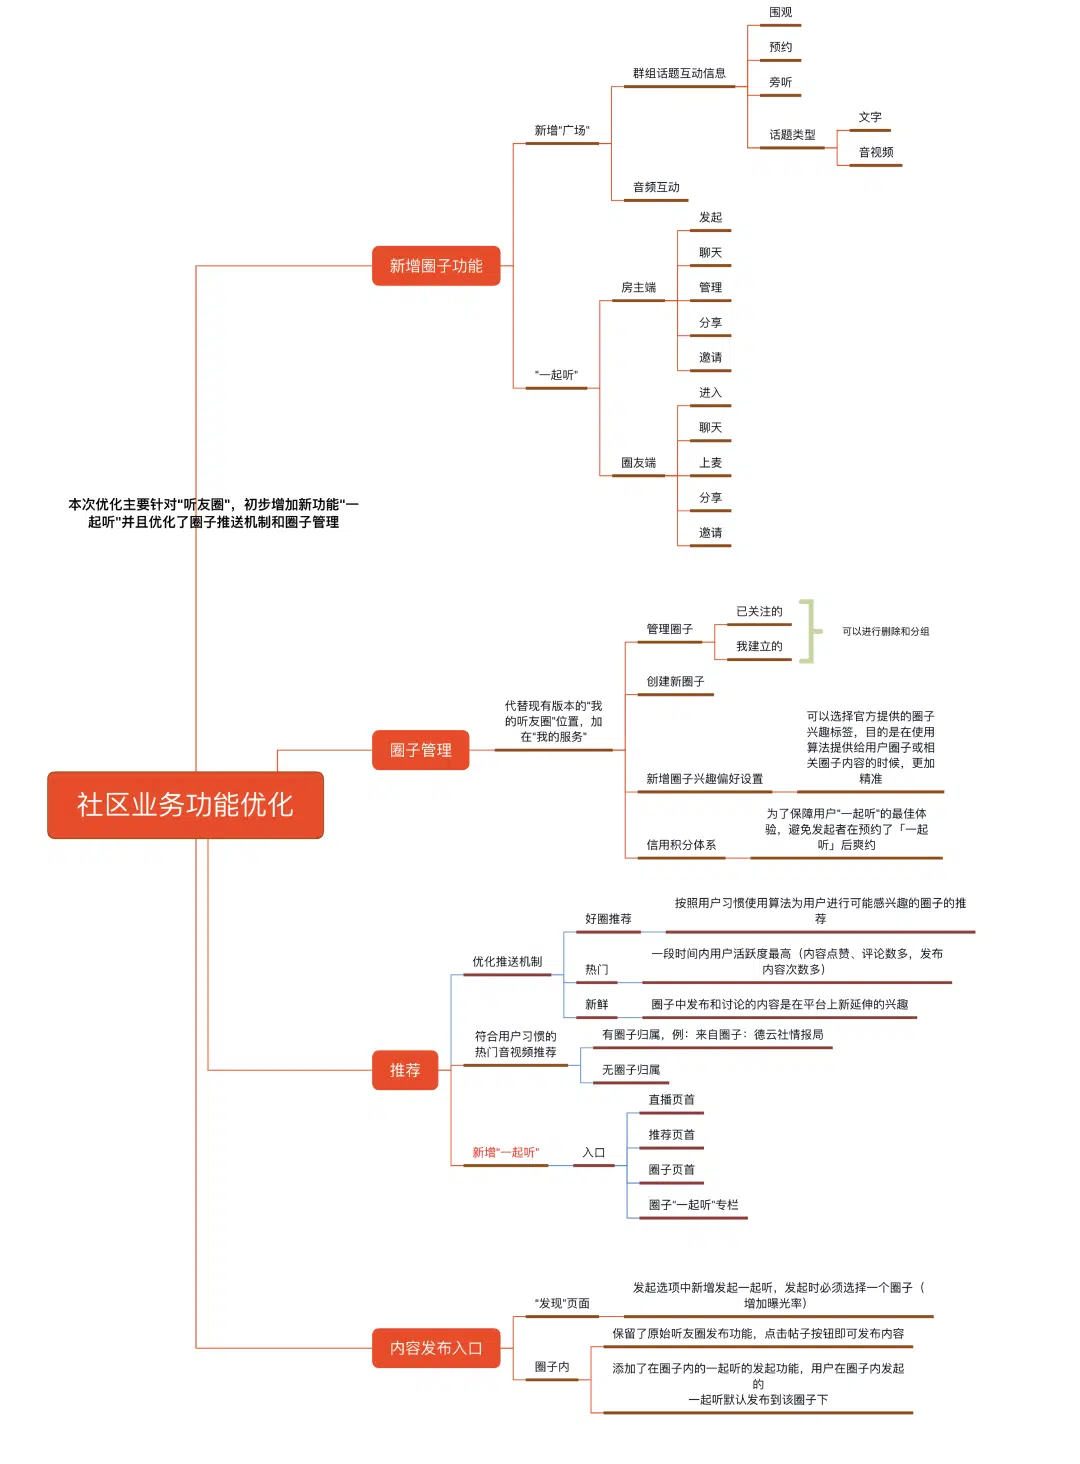 社区业务功能优化
本次优化主要针对“听友圈”，初步增加新功能“一
起听”并且优化了圈子推送机制和圈子管理
新增圈子功能
新增“广场”
群组话题互动信息
围观
预约
旁听
话题类型
文字
音视频
音频互动
“一起听”
房主端
发起
聊天
管理
分享
邀请
圈友端
进入
聊天
上麦
分享
邀请
圈子管理
代替现有版本的“我
的听友圈”位置，加
在“我的服务”
管理圈子
已关注的
我建立的
可以进行删除和分组
创建新圈子
新增圈子兴趣偏好设置
可以选择官方提供的圈子
兴趣标签，目的是在使用
算法提供给用户圈子或相
关圈子内容的时候，更加
精准
信用积分体系
为了保障用户“一起听”的最佳体
验，避免发起者在预约了「一起
听」后爽约
推荐
优化推送机制
好圈推荐
按照用户习惯使用算法为用户进行可能感兴趣的圈子的推
荐
热门
一段时间内用户活跃度最高（内容点赞、评论数多，发布
内容次数多）
新鲜
圈子中发布和讨论的内容是在平台上新延伸的兴趣
符合用户习惯的
热门音视频推荐
有圈子归属，例：来自圈子：德云社情报局
无圈子归属
新增“一起听”
入口
直播页首
推荐页首
圈子页首
圈子“一起听”专栏
内容发布入口
“发现”页面
发起选项中新增发起一起听，发起时必须选择一个圈子（
增加曝光率）
圈子内
保留了原始听友圈发布功能，点击帖子按钮即可发布内容
添加了在圈子内的一起听的发起功能，用户在圈子内发起
的
一起听默认发布到该圈子下